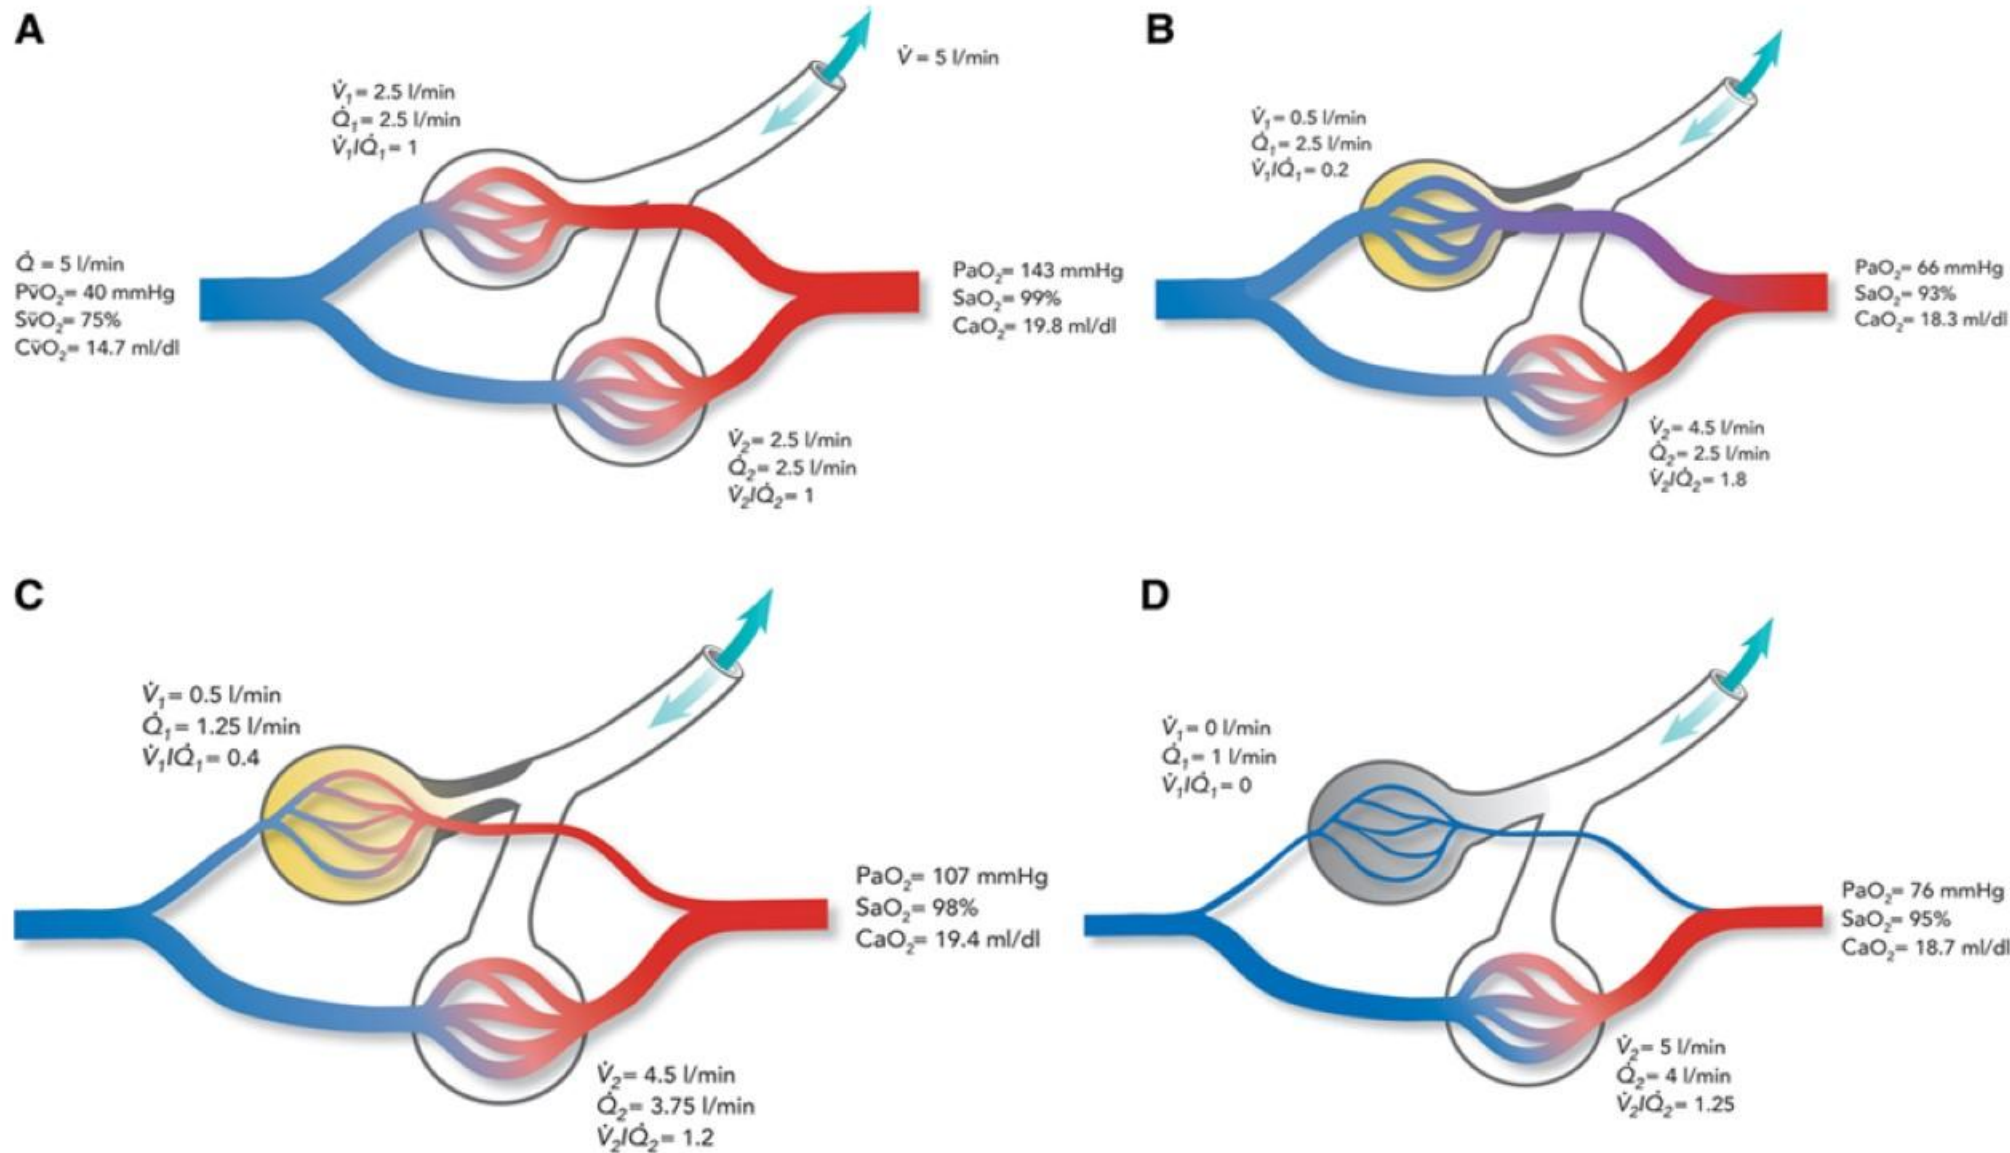 A
V̇ = 5 l/min
V̇₁= 2.5 l/min
Q̇₁= 2.5 l/min
V̇₁/Q̇₁= 1
Q̇ = 5 l/min
Pv̄O₂= 40 mmHg
Sv̄O₂= 75%
Cv̄O₂= 14.7 ml/dl
PaO₂= 143 mmHg
SaO₂= 99%
CaO₂= 19.8 ml/dl
V̇₂= 2.5 l/min
Q̇₂= 2.5 l/min
V̇₂/Q̇₂= 1
B
V̇₁= 0.5 l/min
Q̇₁= 2.5 l/min
V̇₁/Q̇₁= 0.2
PaO₂= 66 mmHg
SaO₂= 93%
CaO₂= 18.3 ml/dl
V̇₂= 4.5 l/min
Q̇₂= 2.5 l/min
V̇₂/Q̇₂= 1.8
C
V̇₁= 0.5 l/min
Q̇₁= 1.25 l/min
V̇₁/Q̇₁= 0.4
PaO₂= 107 mmHg
SaO₂= 98%
CaO₂= 19.4 ml/dl
V̇₂= 4.5 l/min
Q̇₂= 3.75 l/min
V̇₂/Q̇₂= 1.2
D
V̇₁= 0 l/min
Q̇₁= 1 l/min
V̇₁/Q̇₁= 0
PaO₂= 76 mmHg
SaO₂= 95%
CaO₂= 18.7 ml/dl
V̇₂= 5 l/min
Q̇₂= 4 l/min
V̇₂/Q̇₂= 1.25